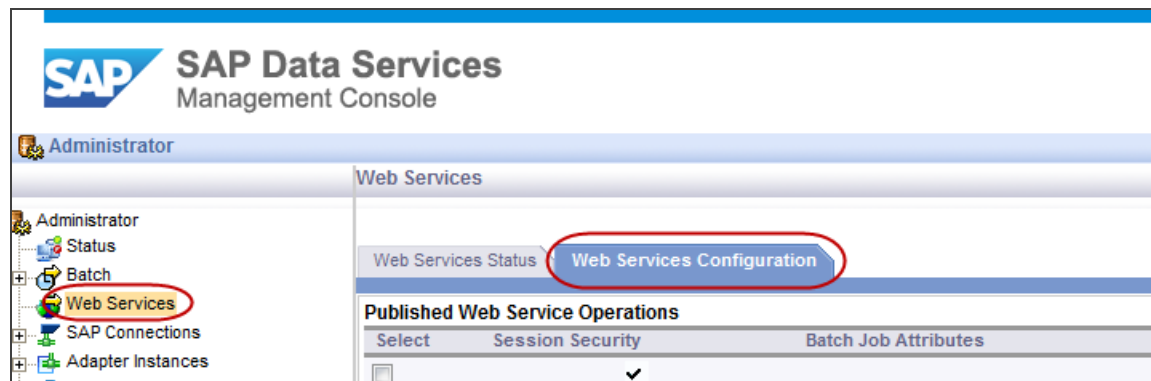 SAP
SAP Data Services
Management Console
Administrator
Web Services
Administrator
Status
Batch
Web Services
SAP Connections
Adapter Instances
Web Services Status
Web Services Configuration
Published Web Service Operations
Select Session Security Batch Job Attributes